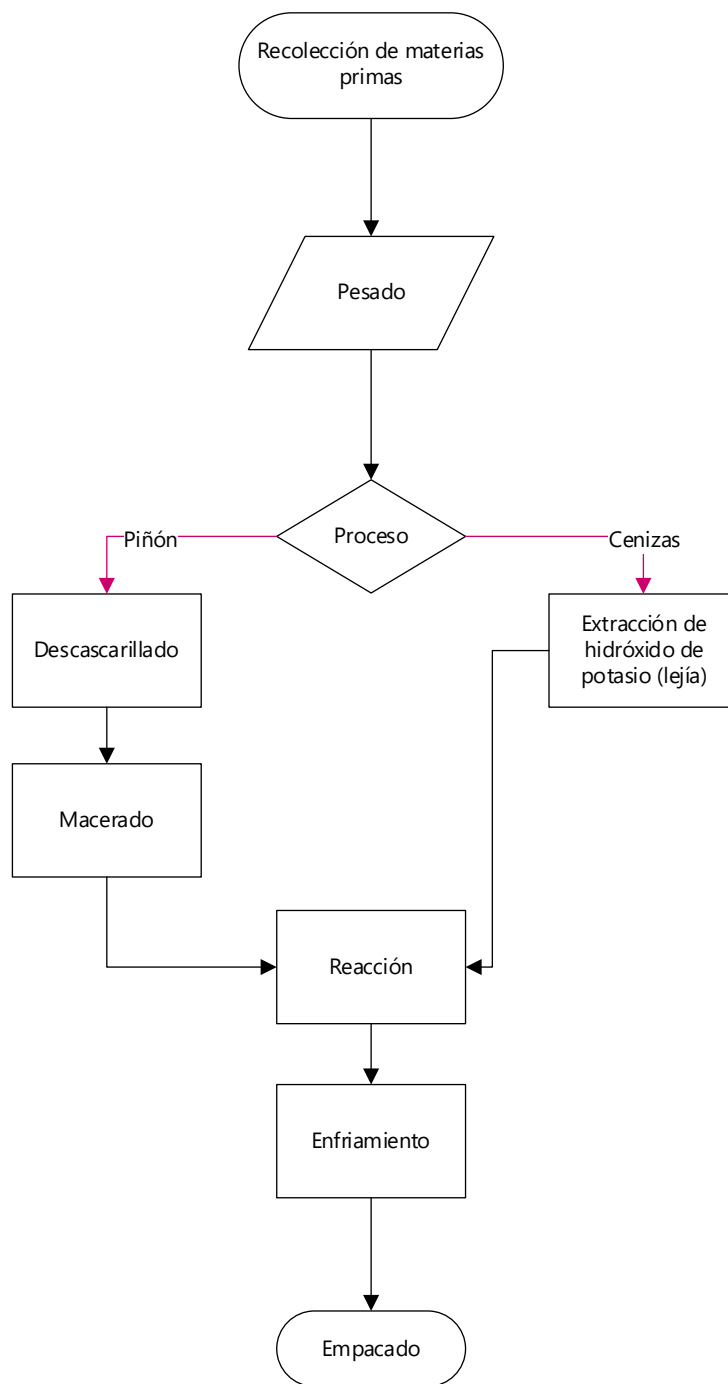 Recolección de materias
primas
Pesado
Proceso
Piñón
Cenizas
Descascarillado
Extracción de
hidróxido de
potasio (lejía)
Macerado
Reacción
Enfriamiento
Empacado